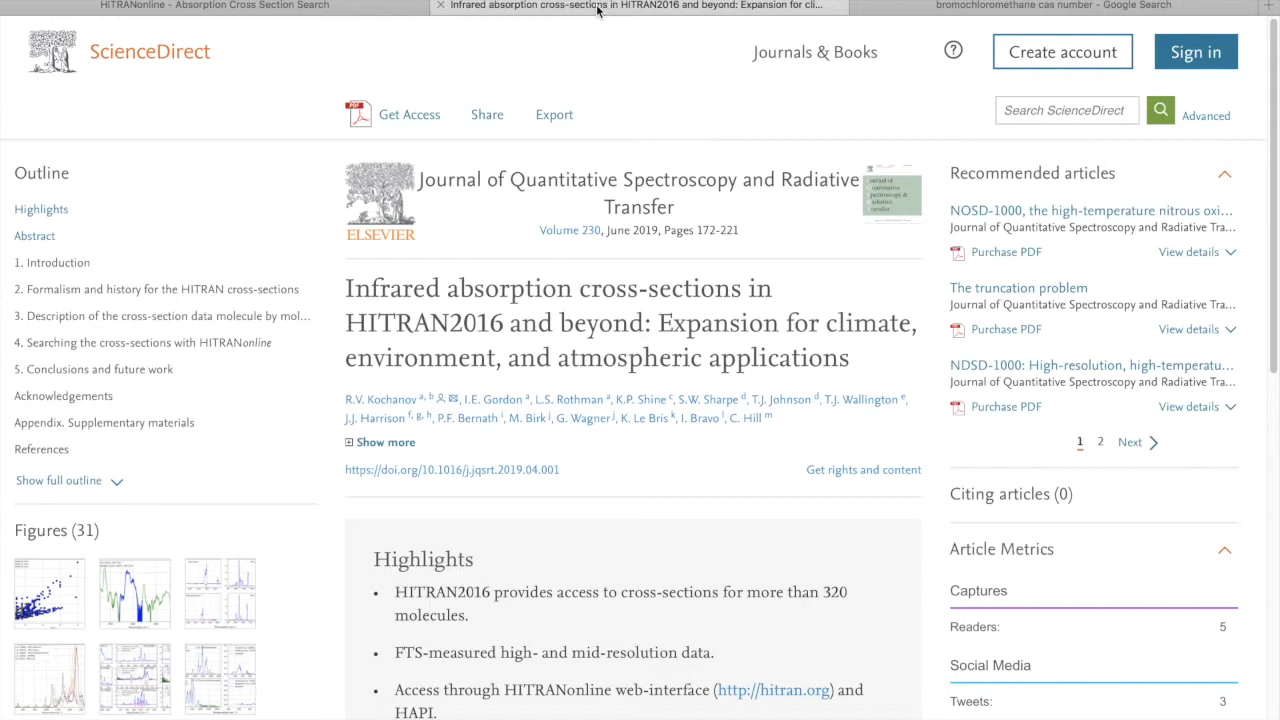 HITRANonline - Absorption Cross Section Search
Infrared absorption cross-sections in HITRAN2016 and beyond: Expansion for cli...
bromochloromethane cas number - Google Search
ScienceDirect
Journals & Books
Create account
Sign in
Get Access
Share
Export
Search ScienceDirect
Advanced
Outline
Highlights
Abstract
1. Introduction
2. Formalism and history for the HITRAN cross-sections
3. Description of the cross-section data molecule by mol...
4. Searching the cross-sections with HITRANonline
5. Conclusions and future work
Acknowledgements
Appendix. Supplementary materials
References
Show full outline
Figures (31)
ELSEVIER
Journal of Quantitative Spectroscopy and Radiative
Transfer
Volume 230, June 2019, Pages 172-221
Infrared absorption cross-sections in
HITRAN2016 and beyond: Expansion for climate,
environment, and atmospheric applications
R.V. Kochanov a, b, I.E. Gordon a, L.S. Rothman a, K.P. Shine c, S.W. Sharpe d, T.J. Johnson d, T.J. Wallington e,
J.J. Harrison f, g, h, P.F. Bernath i, M. Birk j, G. Wagner j, K. Le Bris k, I. Bravo l, C. Hill m
Show more
https://doi.org/10.1016/j.jqsrt.2019.04.001
Get rights and content
Highlights
• HITRAN2016 provides access to cross-sections for more than 320
molecules.
• FTS-measured high- and mid-resolution data.
• Access through HITRANonline web-interface (http://hitran.org) and
HAPI.
Recommended articles
NOSD-1000, the high-temperature nitrous oxi...
Journal of Quantitative Spectroscopy and Radiative Tra...
Purchase PDF
View details
The truncation problem
Journal of Quantitative Spectroscopy and Radiative Tra...
Purchase PDF
View details
NDSD-1000: High-resolution, high-temperatu...
Journal of Quantitative Spectroscopy and Radiative Tra...
Purchase PDF
View details
1 2 Next
Citing articles (0)
Article Metrics
Captures
Readers: 5
Social Media
Tweets: 3